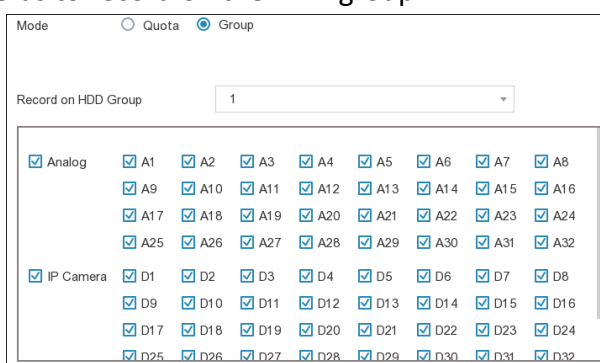 Mode Quota Group
Record on HDD Group 1
Analog A1 A2 A3 A4 A5 A6 A7 A8
A9 A10 A11 A12 A13 A14 A15 A16
A17 A18 A19 A20 A21 A22 A23 A24
A25 A26 A27 A28 A29 A30 A31 A32
IP Camera D1 D2 D3 D4 D5 D6 D7 D8
D9 D10 D11 D12 D13 D14 D15 D16
D17 D18 D19 D20 D21 D22 D23 D24
D25 D26 D27 D28 D29 D30 D31 D32